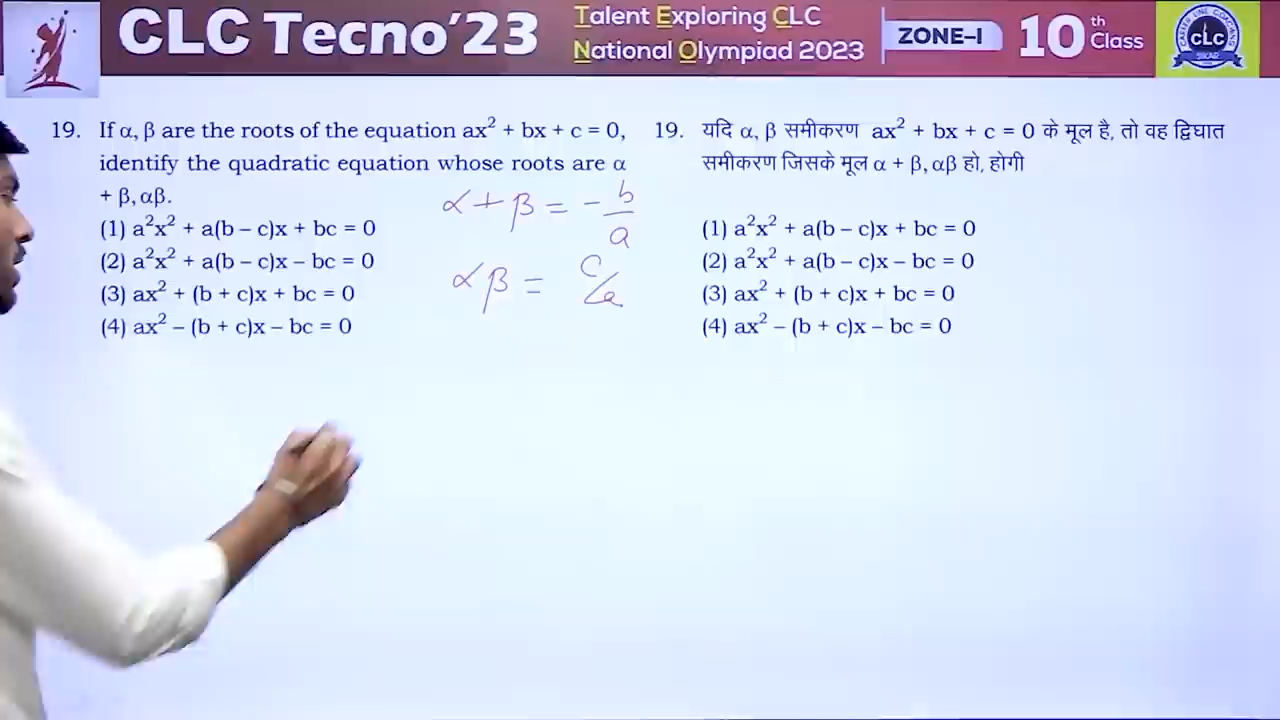 CLC Tecno'23
Talent Exploring CLC
National Olympiad 2023
ZONE–I
10th Class
CLC
19. If α, β are the roots of the equation ax² + bx + c = 0,
identify the quadratic equation whose roots are α
+ β, αβ.
(1) a²x² + a(b – c)x + bc = 0
(2) a²x² + a(b – c)x – bc = 0
(3) ax² + (b + c)x + bc = 0
(4) ax² – (b + c)x – bc = 0
α + β = - b/a
αβ = c/a
19. यदि α, β समीकरण ax² + bx + c = 0 के मूल है, तो वह द्विघात
समीकरण जिसके मूल α + β, αβ हो, होगी
(1) a²x² + a(b – c)x + bc = 0
(2) a²x² + a(b – c)x – bc = 0
(3) ax² + (b + c)x + bc = 0
(4) ax² – (b + c)x – bc = 0